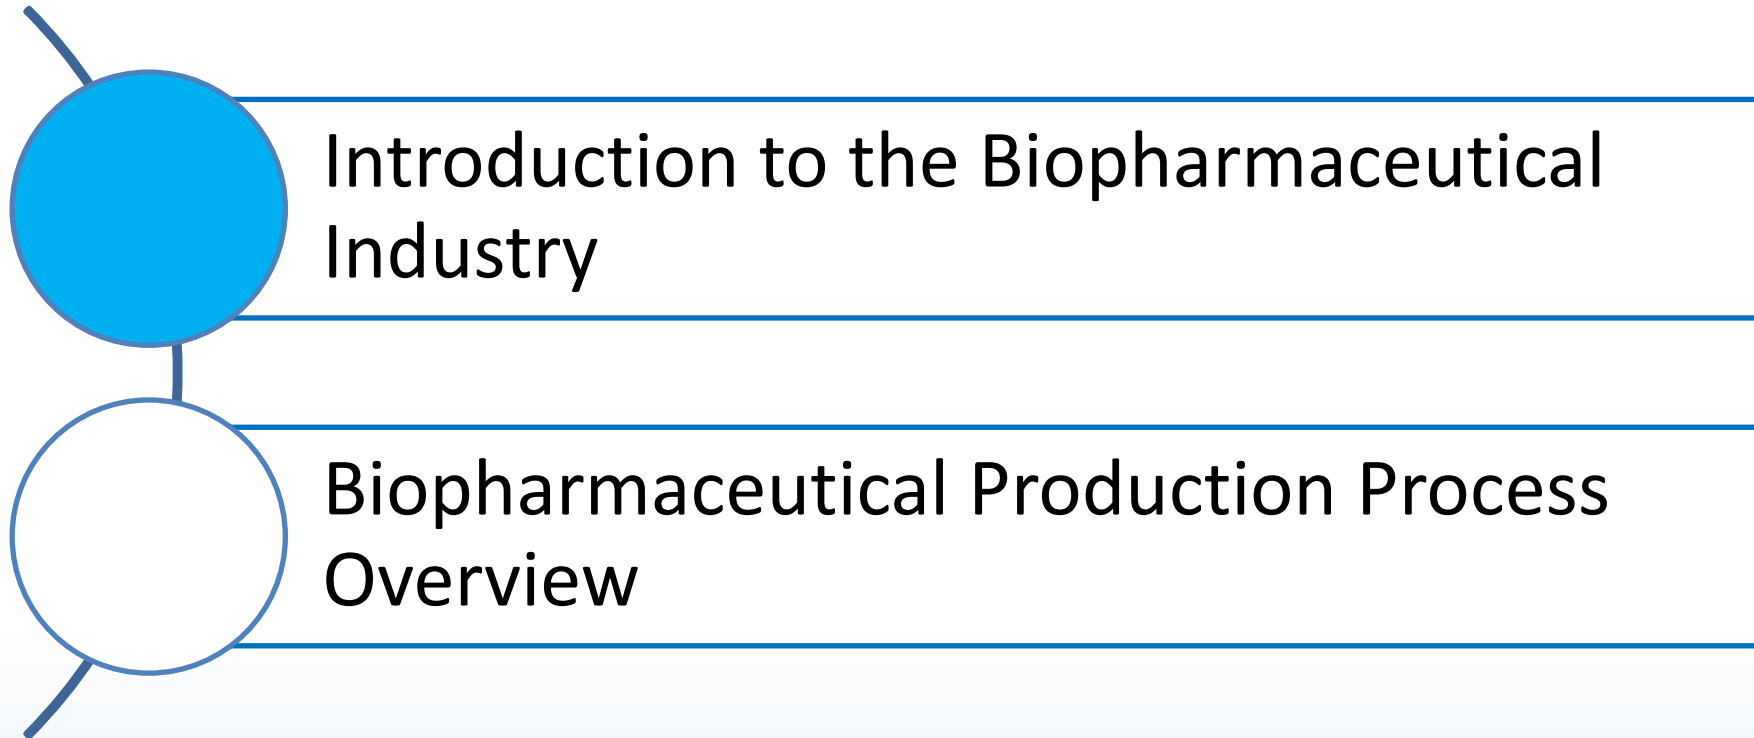 Introduction to the Biopharmaceutical
Industry
Biopharmaceutical Production Process
Overview